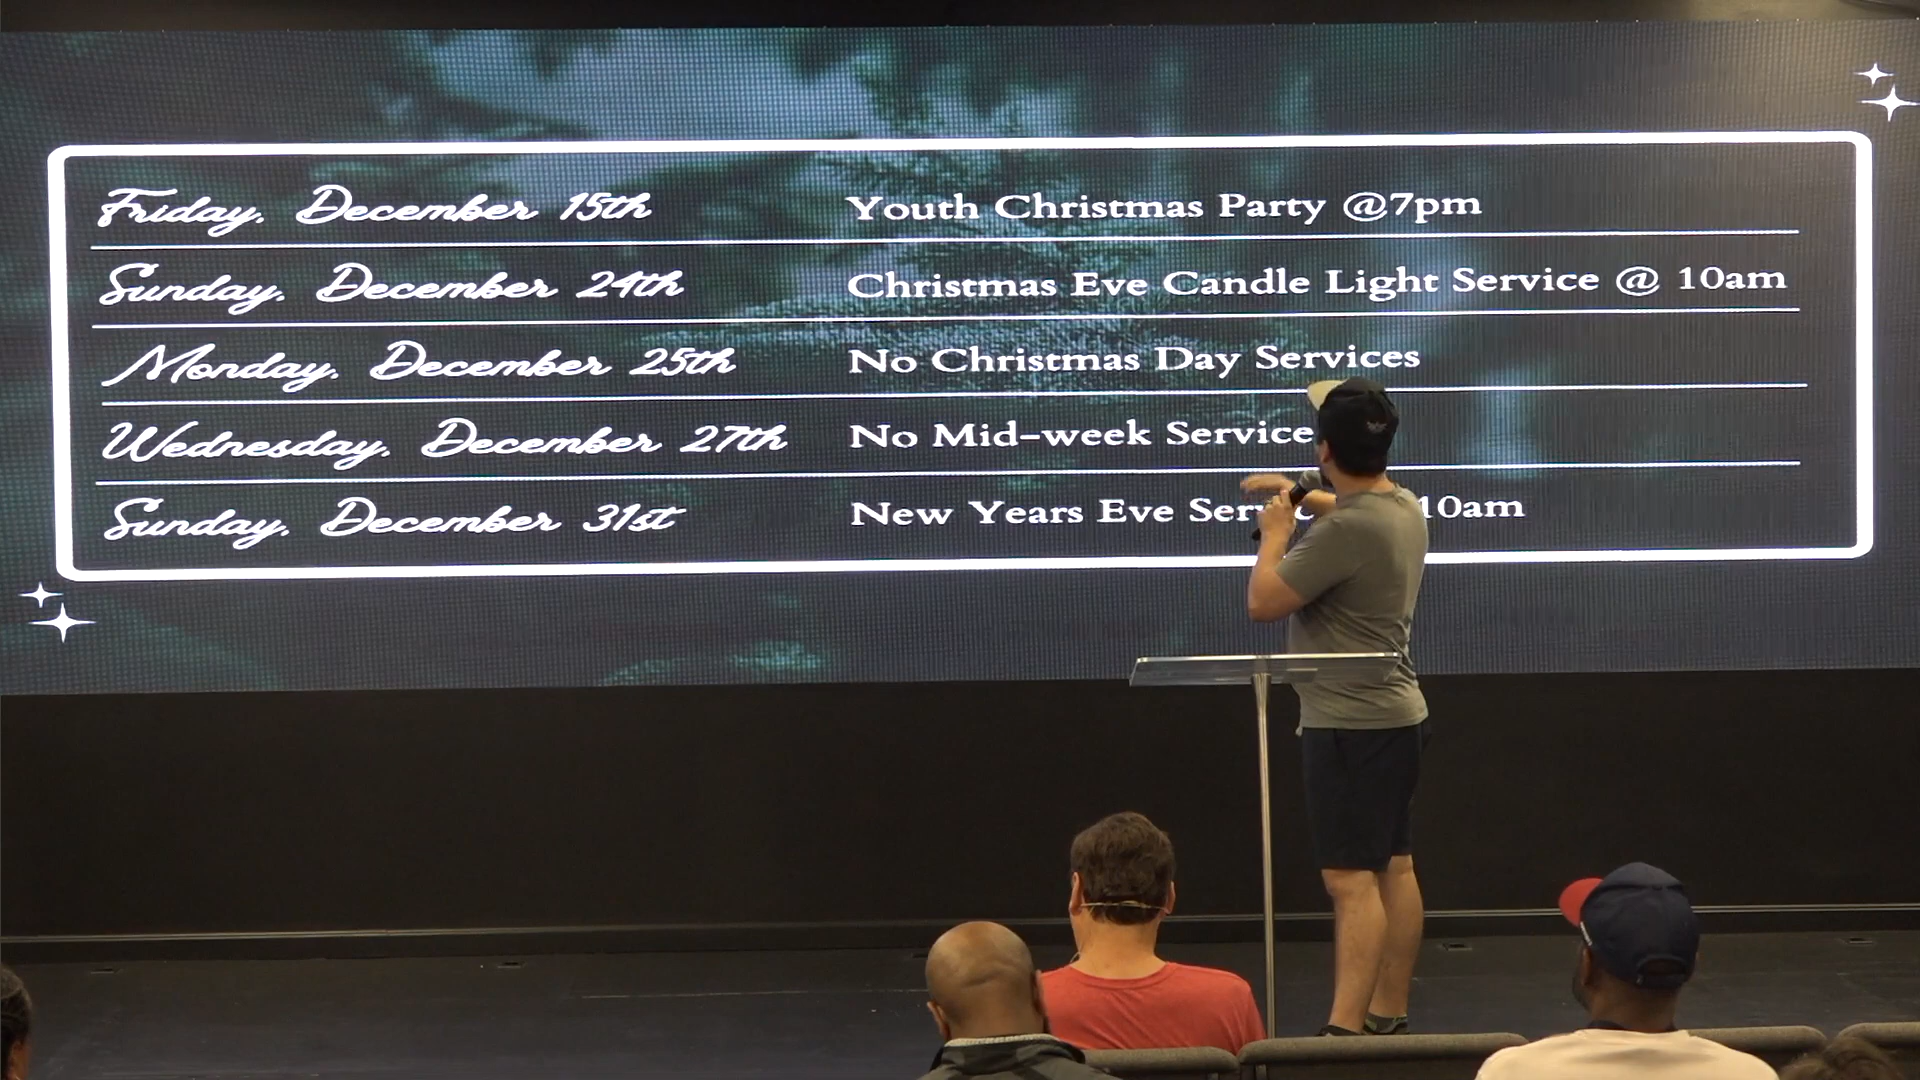 Friday, December 15th Youth Christmas Party @7pm
Sunday, December 24th Christmas Eve Candle Light Service @ 10am
Monday, December 25th No Christmas Day Services
Wednesday, December 27th No Mid-week Service
Sunday, December 31st New Years Eve 10am